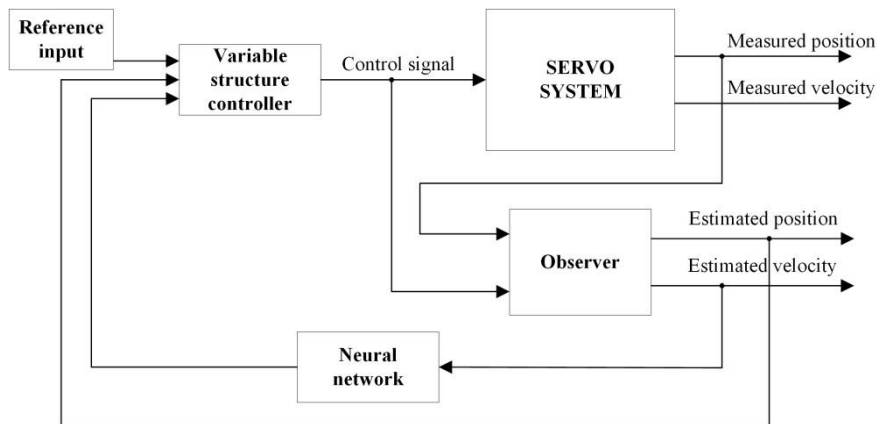 Reference
input
Variable
structure
controller
Control signal
SERVO
SYSTEM
Measured position
Measured velocity
Observer
Estimated position
Estimated velocity
Neural
network